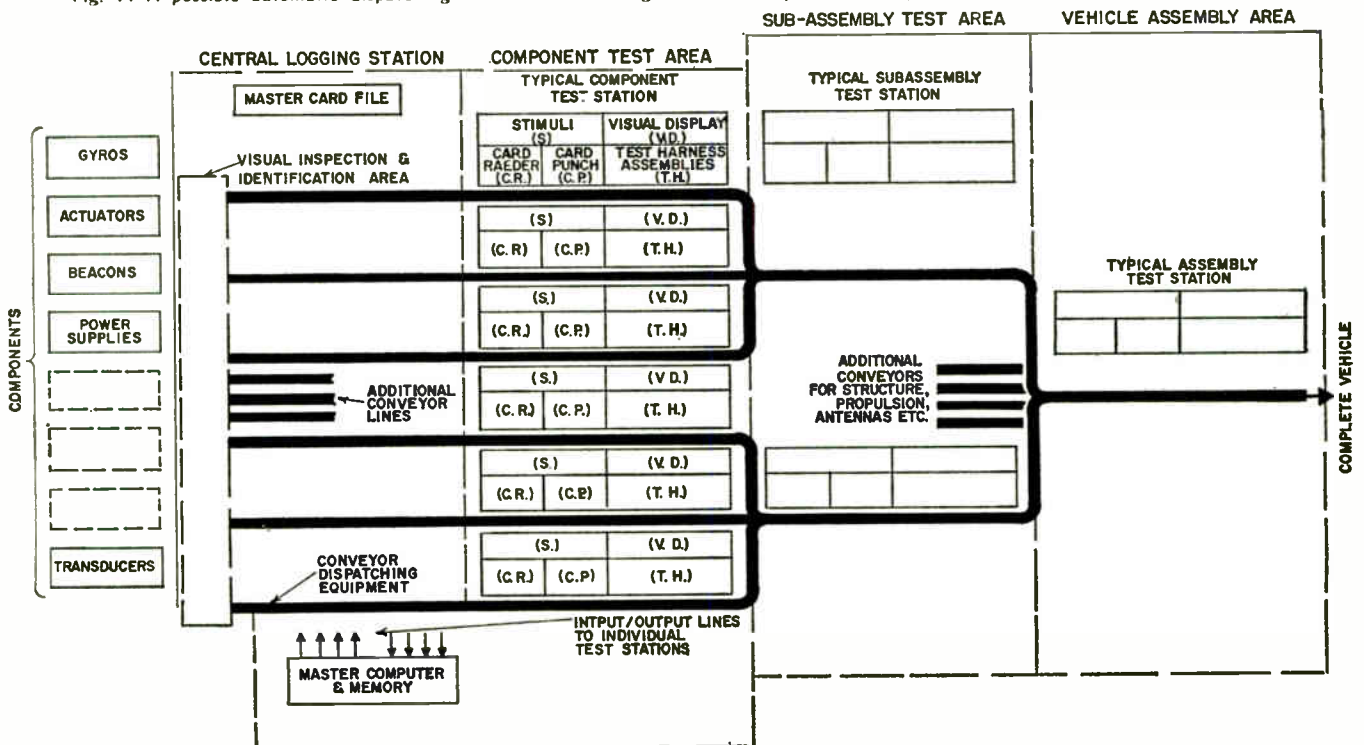 SUB-ASSEMBLY TEST AREA
VEHICLE ASSEMBLY AREA
CENTRAL LOGGING STATION
COMPONENT TEST AREA
MASTER CARD FILE
TYPICAL COMPONENT
TEST STATION
STIMULI
(S)
VISUAL DISPLAY
(V.D.)
CARD
RAEDER
(C.R.)
CARD
PUNCH
(C.P.)
TEST HARNESS
ASSEMBLIES
(T.H.)
TYPICAL SUBASSEMBLY
TEST STATION
COMPONENTS
GYROS
ACTUATORS
BEACONS
POWER
SUPPLIES
TRANSDUCERS
VISUAL INSPECTION &
IDENTIFICATION AREA
(S)
(V. D.)
(C. R)
(C.P.)
(T. H.)
(S.)
(V. D.)
(C.R.)
(C.P.)
(T. H.)
(S.)
(V D.)
(C. R.)
(C.P.)
(T. H.)
(S.)
(V. D.)
(C.R.)
(C.P.)
(T. H.)
(S.)
(V. D.)
(C.R.)
(C.P)
(T. H.)
ADDITIONAL
CONVEYOR
LINES
CONVEYOR
DISPATCHING
EQUIPMENT
INTPUT/OUTPUT LINES
TO INDIVIDUAL
TEST STATIONS
MASTER COMPUTER
& MEMORY
ADDITIONAL
CONVEYORS
FOR STRUCTURE,
PROPULSION,
ANTENNAS ETC.
TYPICAL ASSEMBLY
TEST STATION
COMPLETE VEHICLE